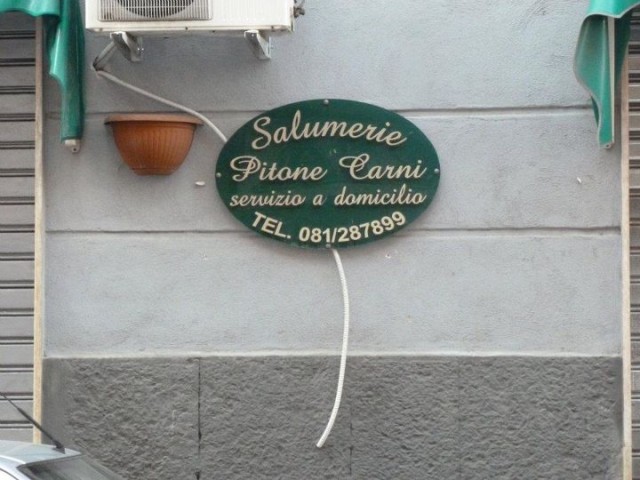 Salumerie
Pitone Carni
servizio a domicilio
TEL. 081/287899